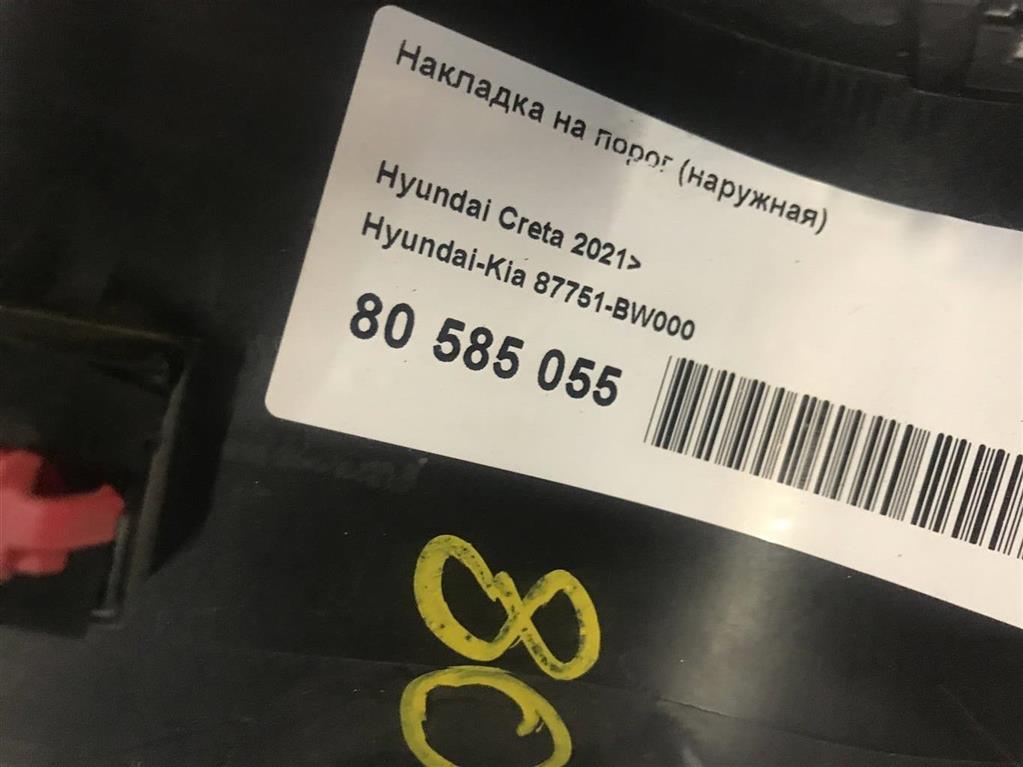 Накладка на порог (наружная)
Hyundai Creta 2021>
Hyundai-Kia 87751-BW000
80 585 055